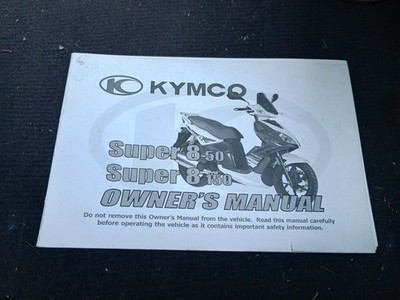 KYMCO
Super 8-50
Super 8-150
OWNER'S MANUAL
Do not remove this Owner's Manual from the vehicle. Read this manual carefully
before operating the vehicle as it contains important safety information.